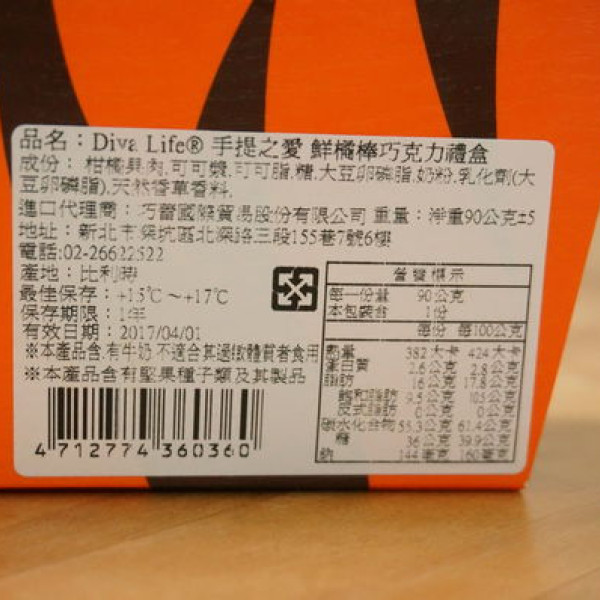 品名：Diva Life® 手提之愛 鮮橘棒巧克力禮盒
成份： 柑橘果肉,可可漿,可可脂,糖,大豆卵磷脂,奶粉,乳化劑(大
豆卵磷脂),天然香草香料.
進口代理商：巧薈國際貿易股份有限公司 重量：淨重90公克±5
地址：新北市深坑區北深路三段155巷7號6樓
電話:02-26622522
產地：比利時
最佳保存：+15℃～+17℃
保存期限：1年
有效日期：2017/04/01
※本產品含有牛奶 不適合算過敏體質者食用
※本產品含有堅果種子類及其製品
4 712774 360360
營養標示
每一份量 90公克
本包裝含 1份
每份 每100公克
熱量 382大卡 424大卡
蛋白質 2.6公克 2.8公克
脂肪 16公克 17.8公克
飽和脂肪 9.5公克 10.5公克
反式脂肪 0公克 0公克
碳水化合物 55.3公克 61.4公克
糖 36公克 39.9公克
鈉 144毫克 160毫克